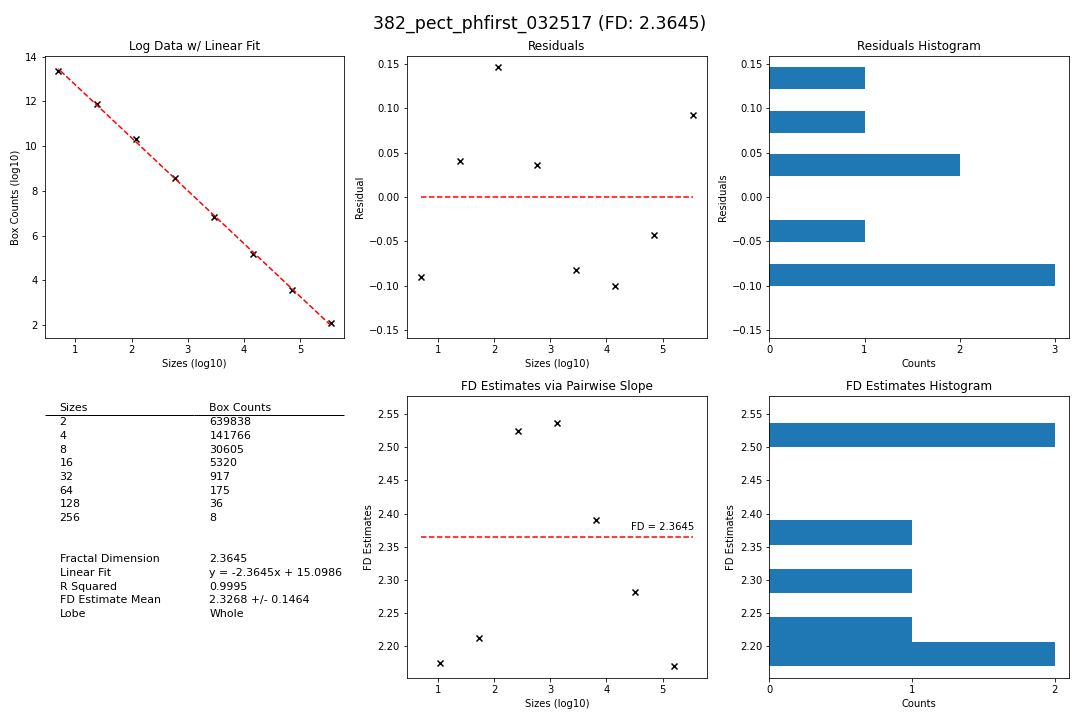 382_pect_phfirst_032517 (FD: 2.3645)
Log Data w/ Linear Fit
14
12
10
8
6
4
2
Box Counts (log10)
1 2 3 4 5
Sizes (log10)
Residuals
0.15
0.10
0.05
0.00
−0.05
−0.10
−0.15
Residual
1 2 3 4 5
Sizes (log10)
Residuals Histogram
0.15
0.10
0.05
0.00
−0.05
−0.10
−0.15
Residuals
0 1 2 3
Counts
Sizes Box Counts
2 639838
4 141766
8 30605
16 5320
32 917
64 175
128 36
256 8
Fractal Dimension 2.3645
Linear Fit y = -2.3645x + 15.0986
R Squared 0.9995
FD Estimate Mean 2.3268 +/- 0.1464
Lobe Whole
FD Estimates via Pairwise Slope
2.55
2.50
2.45
2.40
2.35
2.30
2.25
2.20
FD Estimates
FD = 2.3645
1 2 3 4 5
Sizes (log10)
FD Estimates Histogram
2.55
2.50
2.45
2.40
2.35
2.30
2.25
2.20
FD Estimates
0 1 2
Counts